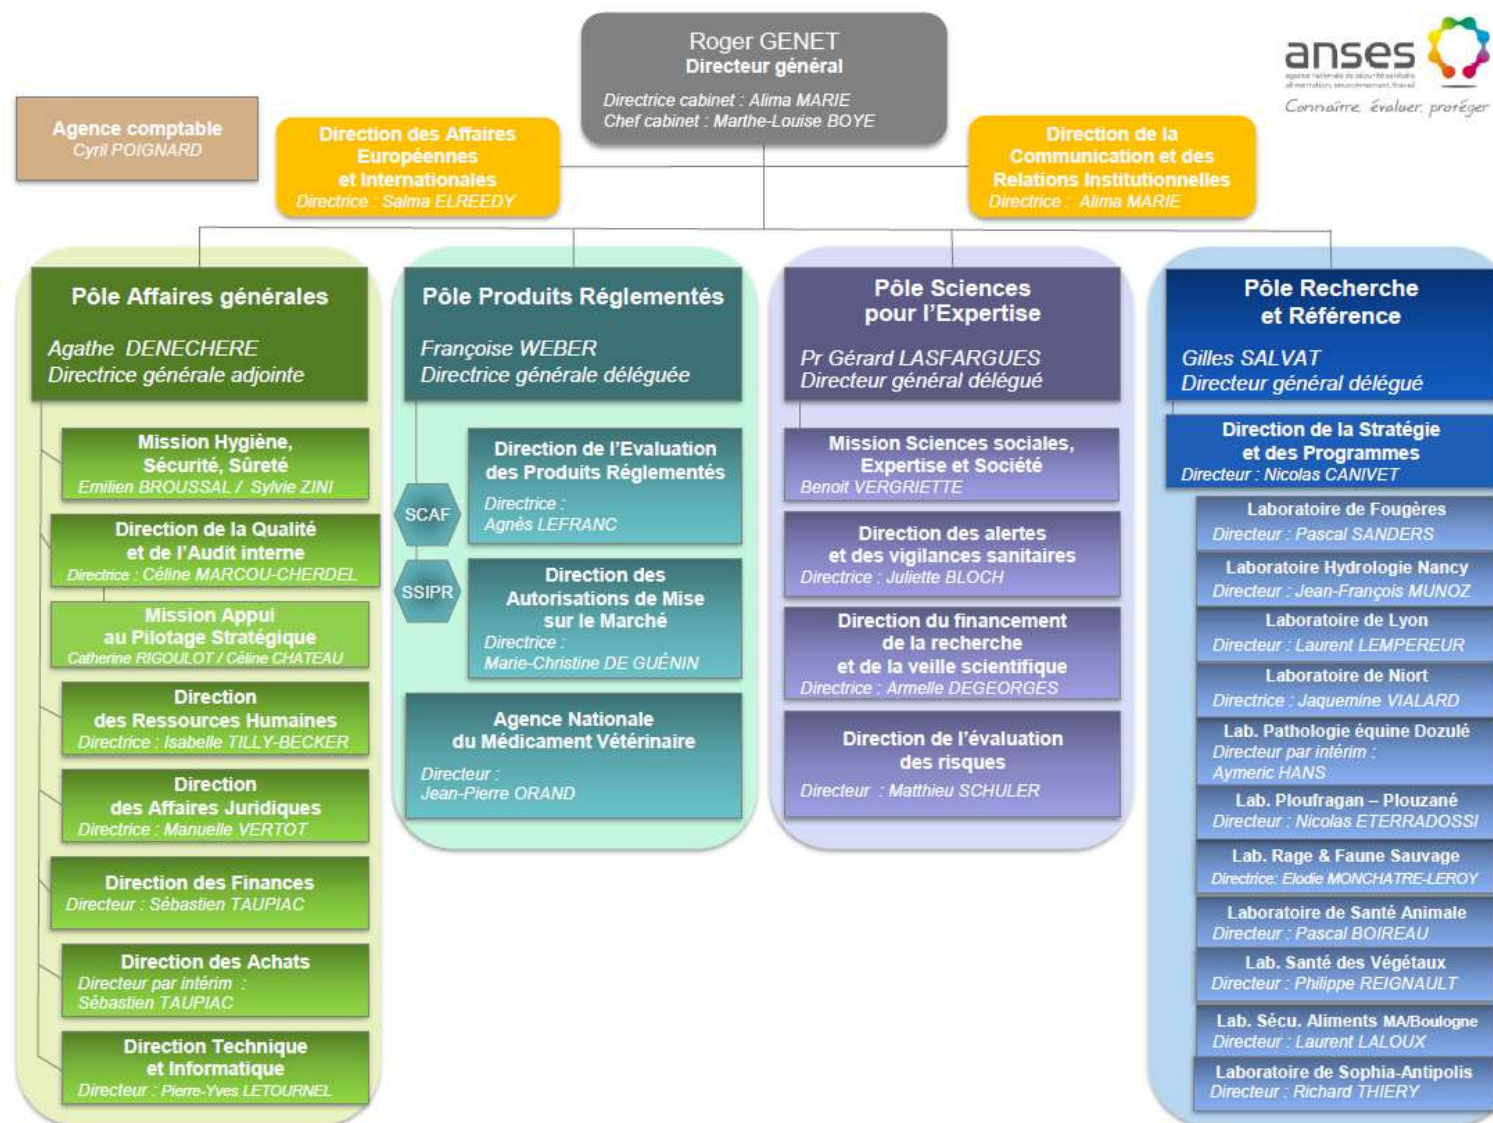 Roger GENET
Directeur général
Directrice cabinet : Alima MARIE
Chef cabinet : Marthe-Louise BOYE
anses
agence nationale de sécurité sanitaire
alimentation, environnement, travail
Connaître, évaluer, protéger
Agence comptable
Cyril POIGNARD
Direction des Affaires
Européennes
et Internationales
Directrice : Salma ELREEDY
Direction de la
Communication et des
Relations Institutionnelles
Directrice : Alima MARIE
Pôle Affaires générales
Agathe DENECHERE
Directrice générale adjointe
Mission Hygiène,
Sécurité, Sûreté
Emilien BROUSSAL / Sylvie ZINI
Direction de la Qualité
et de l'Audit interne
Directrice : Céline MARCOU-CHERDEL
Mission Appui
au Pilotage Stratégique
Catherine RIGOULOT / Céline CHATEAU
Direction
des Ressources Humaines
Directrice : Isabelle TILLY-BECKER
Direction
des Affaires Juridiques
Directrice : Manuelle VERTOT
Direction des Finances
Directeur : Sébastien TAUPIAC
Direction des Achats
Directeur par intérim :
Sébastien TAUPIAC
Direction Technique
et Informatique
Directeur : Pierre-Yves LETOURNEL
Pôle Produits Réglementés
Françoise WEBER
Directrice générale déléguée
SCAF
SSIPR
Direction de l'Evaluation
des Produits Réglementés
Directrice :
Agnès LEFRANC
Direction des
Autorisations de Mise
sur le Marché
Directrice :
Marie-Christine DE GUÉNIN
Agence Nationale
du Médicament Vétérinaire
Directeur :
Jean-Pierre ORAND
Pôle Sciences
pour l'Expertise
Pr Gérard LASFARGUES
Directeur général délégué
Mission Sciences sociales,
Expertise et Société
Benoit VERGRIETTE
Direction des alertes
et des vigilances sanitaires
Directrice : Juliette BLOCH
Direction du financement
de la recherche
et de la veille scientifique
Directrice : Armelle DEGEORGES
Direction de l'évaluation
des risques
Directeur : Matthieu SCHULER
Pôle Recherche
et Référence
Gilles SALVAT
Directeur général délégué
Direction de la Stratégie
et des Programmes
Directeur : Nicolas CANIVET
Laboratoire de Fougères
Directeur : Pascal SANDERS
Laboratoire Hydrologie Nancy
Directeur : Jean-François MUNOZ
Laboratoire de Lyon
Directeur : Laurent LEMPEREUR
Laboratoire de Niort
Directrice : Jaquemine VIALARD
Lab. Pathologie équine Dozulé
Directeur par intérim :
Aymeric HANS
Lab. Ploufragan – Plouzané
Directeur : Nicolas ETERRADOSSI
Lab. Rage & Faune Sauvage
Directrice: Elodie MONCHATRE-LEROY
Laboratoire de Santé Animale
Directeur : Pascal BOIREAU
Lab. Santé des Végétaux
Directeur : Philippe REIGNAULT
Lab. Sécu. Aliments MA/Boulogne
Directeur : Laurent LALOUX
Laboratoire de Sophia-Antipolis
Directeur : Richard THIERY